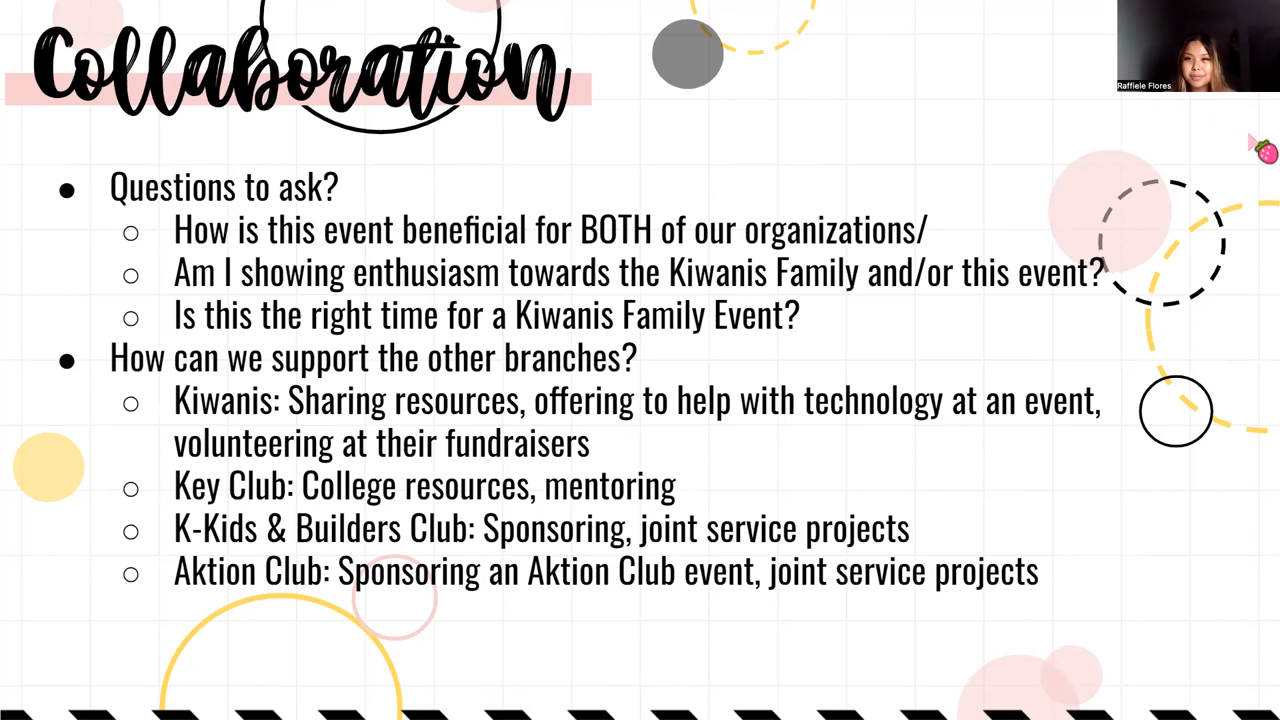 Collaboration
Raffiele Flores
● Questions to ask?
○ How is this event beneficial for BOTH of our organizations/
○ Am I showing enthusiasm towards the Kiwanis Family and/or this event?
○ Is this the right time for a Kiwanis Family Event?
● How can we support the other branches?
○ Kiwanis: Sharing resources, offering to help with technology at an event,
volunteering at their fundraisers
○ Key Club: College resources, mentoring
○ K-Kids & Builders Club: Sponsoring, joint service projects
○ Aktion Club: Sponsoring an Aktion Club event, joint service projects